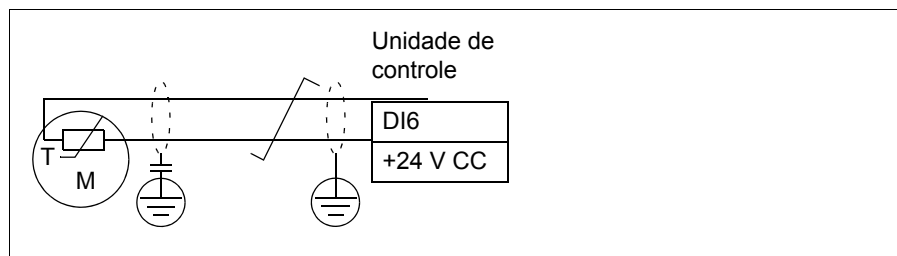 Unidade de
controle
DI6
+24 V CC
T
M